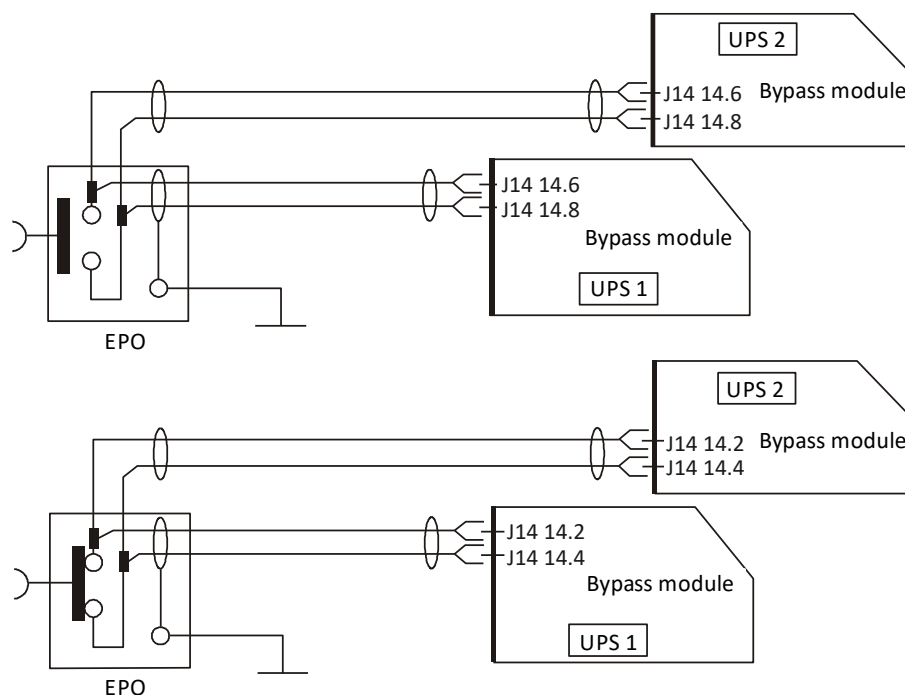 UPS 2
J14 14.6 Bypass module
J14 14.8
J14 14.6
J14 14.8
Bypass module
UPS 1
EPO
UPS 2
J14 14.2 Bypass module
J14 14.4
J14 14.2
J14 14.4
Bypass module
UPS 1
EPO